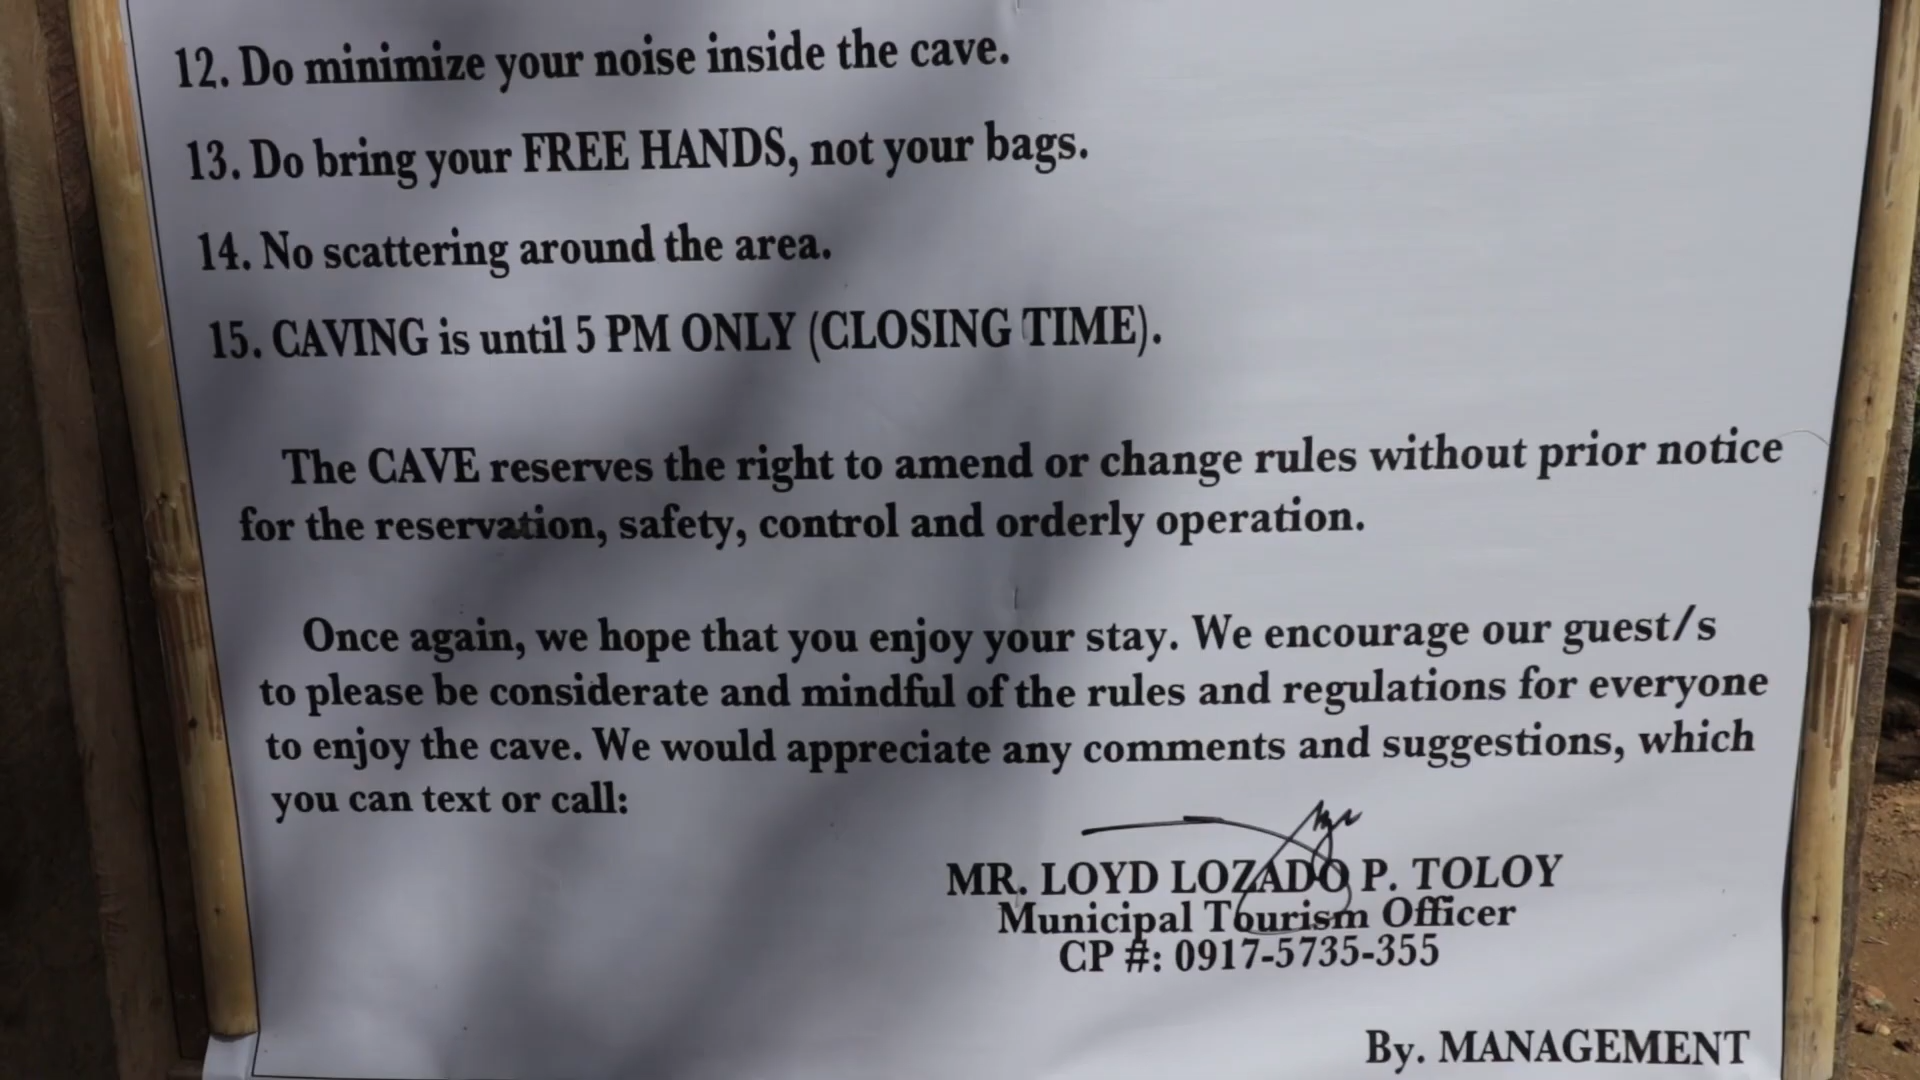 12. Do minimize your noise inside the cave.
13. Do bring your FREE HANDS, not your bags.
14. No scattering around the area.
15. CAVING is until 5 PM ONLY (CLOSING TIME).
The CAVE reserves the right to amend or change rules without prior notice
for the reservation, safety, control and orderly operation.
Once again, we hope that you enjoy your stay. We encourage our guest/s
to please be considerate and mindful of the rules and regulations for everyone
to enjoy the cave. We would appreciate any comments and suggestions, which
you can text or call:
MR. LOYD LOZADO P. TOLOY
Municipal Tourism Officer
CP #: 0917-5735-355
By. MANAGEMENT